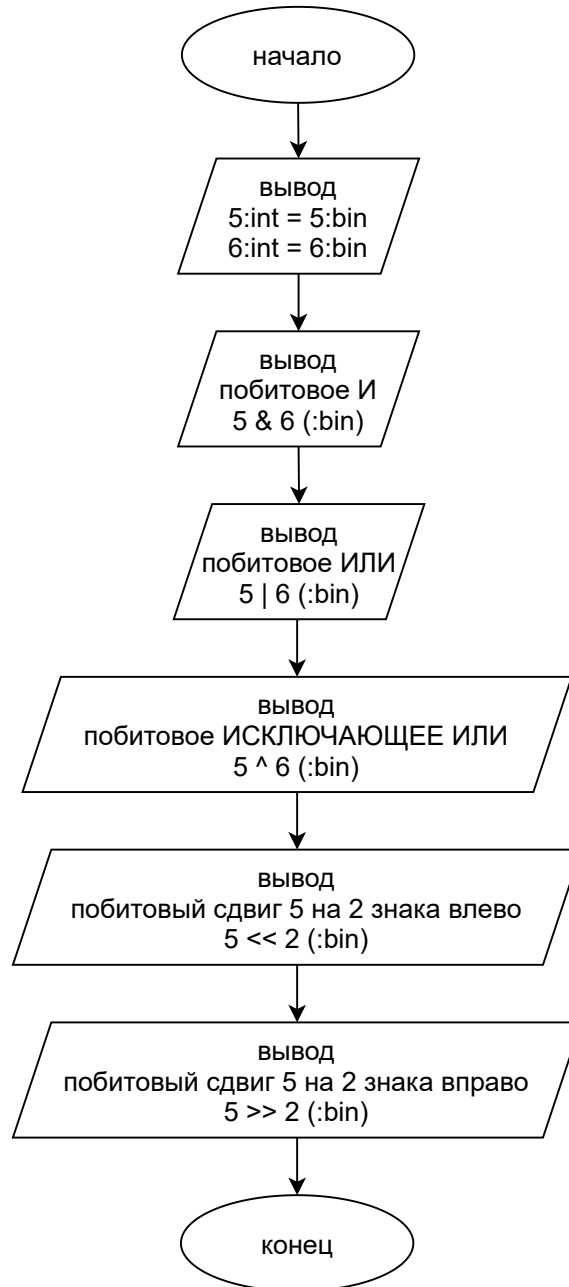 начало
вывод
5:int = 5:bin
6:int = 6:bin
вывод
побитовое И
5 & 6 (:bin)
вывод
побитовое ИЛИ
5 | 6 (:bin)
вывод
побитовое ИСКЛЮЧАЮЩЕЕ ИЛИ
5 ^ 6 (:bin)
вывод
побитовый сдвиг 5 на 2 знака влево
5 << 2 (:bin)
вывод
побитовый сдвиг 5 на 2 знака вправо
5 >> 2 (:bin)
конец